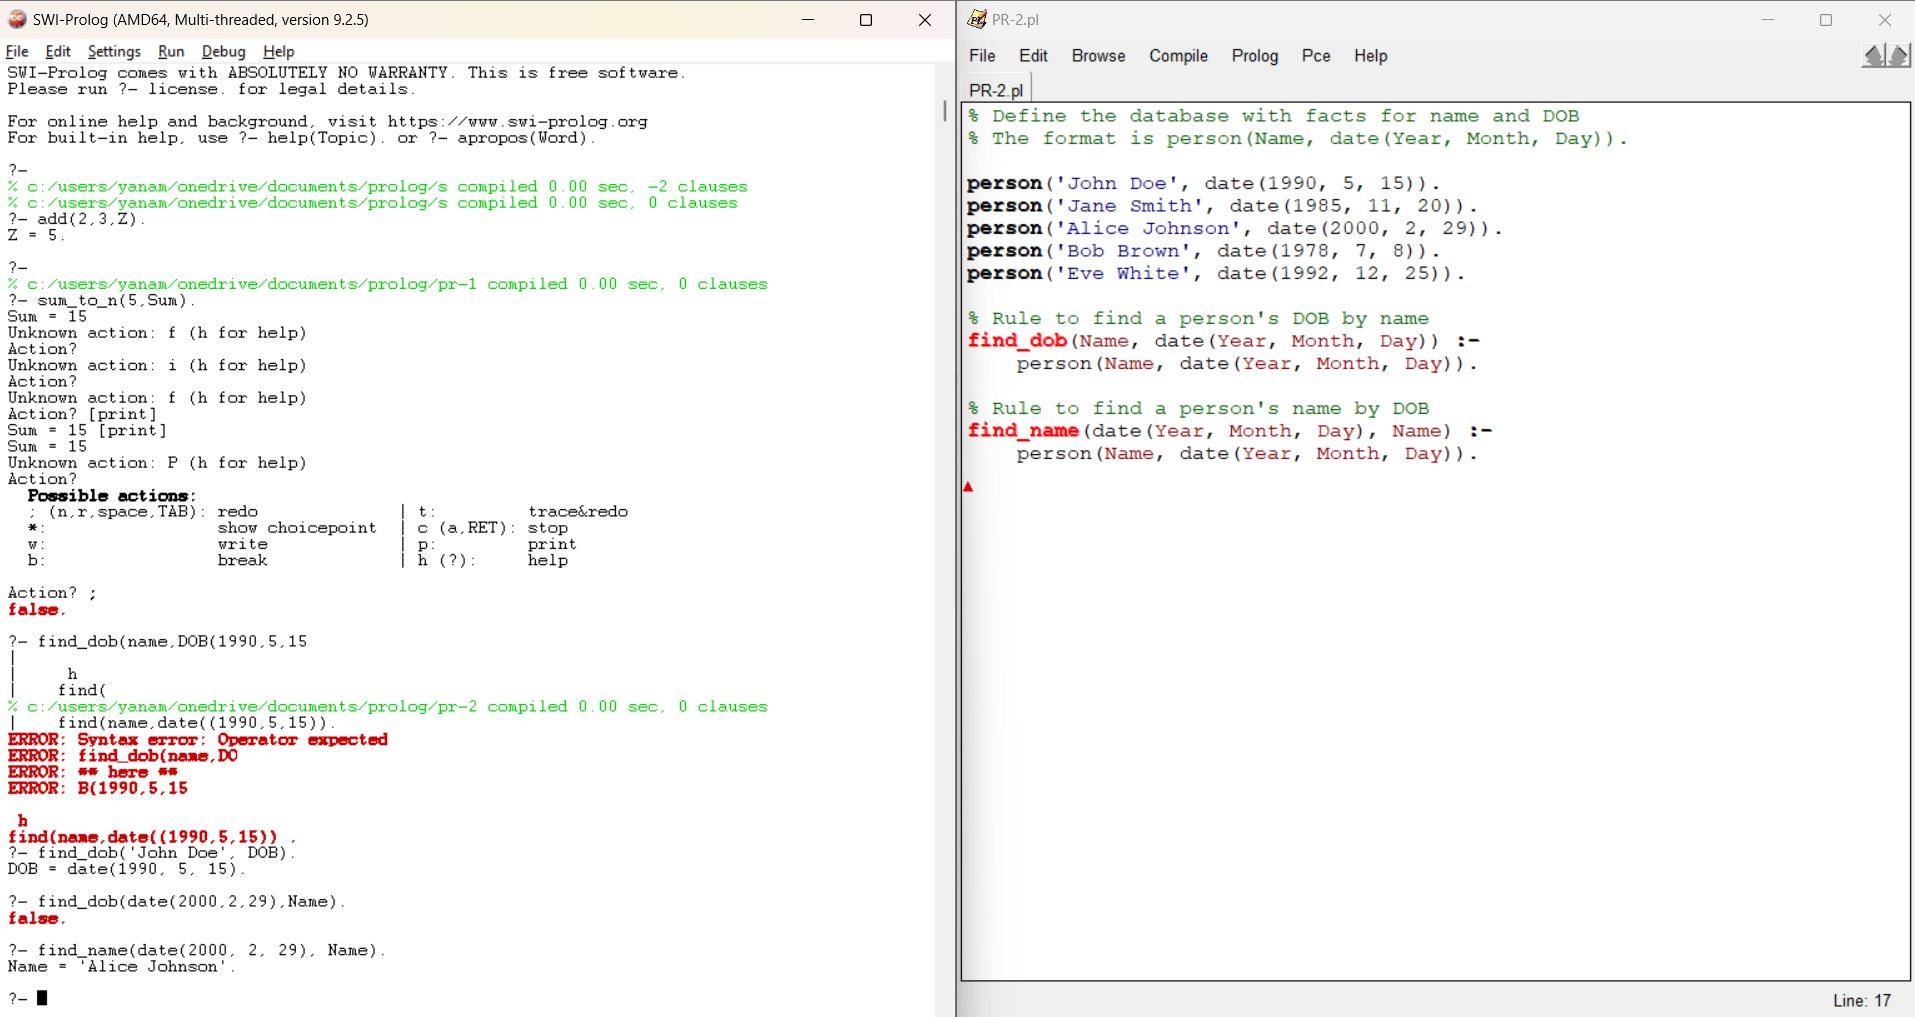 SWI-Prolog (AMD64, Multi-threaded, version 9.2.5)
File Edit Settings Run Debug Help
SWI-Prolog comes with ABSOLUTELY NO WARRANTY. This is free software.
Please run ?- license. for legal details.
For online help and background, visit https://www.swi-prolog.org
For built-in help, use ?- help(Topic). or ?- apropos(Word).
?-
% c:/users/yanam/onedrive/documents/prolog/s compiled 0.00 sec, -2 clauses
% c:/users/yanam/onedrive/documents/prolog/s compiled 0.00 sec, 0 clauses
?- add(2,3,Z).
Z = 5.
?-
% c:/users/yanam/onedrive/documents/prolog/pr-1 compiled 0.00 sec, 0 clauses
?- sum_to_n(5,Sum).
Sum = 15
Unknown action: f (h for help)
Action?
Unknown action: i (h for help)
Action?
Unknown action: f (h for help)
Action? [print]
Sum = 15 [print]
Sum = 15
Unknown action: P (h for help)
Action?
Possible actions:
; (n,r,space,TAB): redo | t: trace&redo
*: show choicepoint | c (a,RET): stop
w: write | p: print
b: break | h (?): help
Action? ;
false.
?- find_dob(name,DOB(1990,5,15
|
| h
| find(
% c:/users/yanam/onedrive/documents/prolog/pr-2 compiled 0.00 sec, 0 clauses
| find(name,date((1990,5,15)).
ERROR: Syntax error: Operator expected
ERROR: find_dob(name,DO
ERROR: ** here **
ERROR: B(1990,5,15
h
find(name,date((1990,5,15)) .
?- find_dob('John Doe', DOB).
DOB = date(1990, 5, 15).
?- find_dob(date(2000,2,29),Name).
false.
?- find_name(date(2000, 2, 29), Name).
Name = 'Alice Johnson'.
?-
PR-2.pl
File Edit Browse Compile Prolog Pce Help
PR-2.pl
% Define the database with facts for name and DOB
% The format is person(Name, date(Year, Month, Day)).
person('John Doe', date(1990, 5, 15)).
person('Jane Smith', date(1985, 11, 20)).
person('Alice Johnson', date(2000, 2, 29)).
person('Bob Brown', date(1978, 7, 8)).
person('Eve White', date(1992, 12, 25)).
% Rule to find a person's DOB by name
find_dob(Name, date(Year, Month, Day)) :-
person(Name, date(Year, Month, Day)).
% Rule to find a person's name by DOB
find_name(date(Year, Month, Day), Name) :-
person(Name, date(Year, Month, Day)).
Line: 17